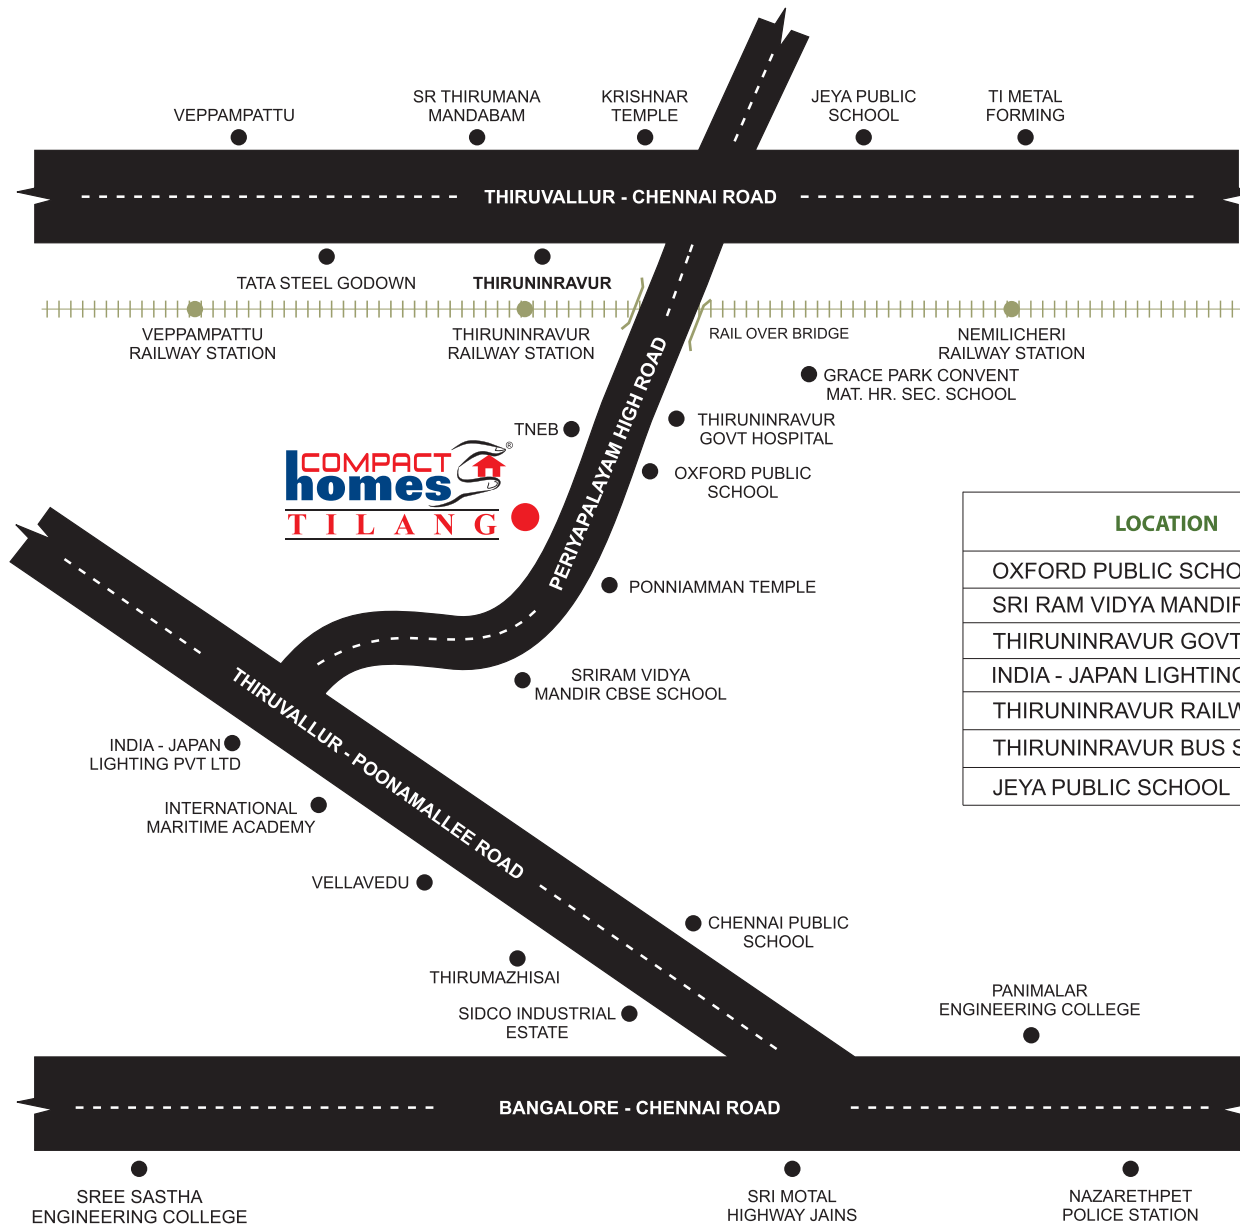 VEPPAMPATTU
SR THIRUMANA
MANDABAM
KRISHNAR
TEMPLE
JEYA PUBLIC
SCHOOL
TI METAL
FORMING
THIRUVALLUR - CHENNAI ROAD
TATA STEEL GODOWN
THIRUNINRAVUR
VEPPAMPATTU
RAILWAY STATION
THIRUNINRAVUR
RAILWAY STATION
RAIL OVER BRIDGE
NEMILICHERI
RAILWAY STATION
GRACE PARK CONVENT
MAT. HR. SEC. SCHOOL
PERIYAPALAYAM HIGH ROAD
TNEB
THIRUNINRAVUR
GOVT HOSPITAL
OXFORD PUBLIC
SCHOOL
COMPACT
homes®
TILANG
PONNIAMMAN TEMPLE
SRIRAM VIDYA
MANDIR CBSE SCHOOL
LOCATION
OXFORD PUBLIC SCHO
SRI RAM VIDYA MANDIR
THIRUNINRAVUR GOVT
INDIA - JAPAN LIGHTING
THIRUNINRAVUR RAILW
THIRUNINRAVUR BUS S
JEYA PUBLIC SCHOOL
THIRUVALLUR - POONAMALLEE ROAD
INDIA - JAPAN
LIGHTING PVT LTD
INTERNATIONAL
MARITIME ACADEMY
VELLAVEDU
CHENNAI PUBLIC
SCHOOL
THIRUMAZHISAI
SIDCO INDUSTRIAL
ESTATE
PANIMALAR
ENGINEERING COLLEGE
BANGALORE - CHENNAI ROAD
SREE SASTHA
ENGINEERING COLLEGE
SRI MOTAL
HIGHWAY JAINS
NAZARETHPET
POLICE STATION